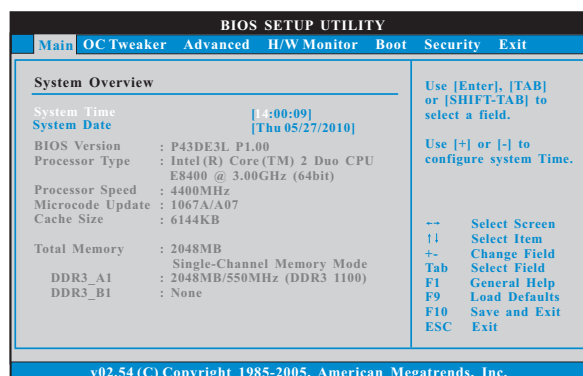 BIOS SETUP UTILITY
Main OC Tweaker Advanced H/W Monitor Boot Security Exit
System Overview
System Time [14:00:09]
System Date [Thu 05/27/2010]
BIOS Version : P43DE3L P1.00
Processor Type : Intel (R) Core (TM) 2 Duo CPU
E8400 @ 3.00GHz (64bit)
Processor Speed : 4400MHz
Microcode Update : 1067A/A07
Cache Size : 6144KB
Total Memory : 2048MB
Single-Channel Memory Mode
DDR3_A1 : 2048MB/550MHz (DDR3 1100)
DDR3_B1 : None
Use [Enter], [TAB]
or [SHIFT-TAB] to
select a field.
Use [+] or [-] to
configure system Time.
←→ Select Screen
↑↓ Select Item
+- Change Field
Tab Select Field
F1 General Help
F9 Load Defaults
F10 Save and Exit
ESC Exit
v02.54 (C) Copyright 1985-2005, American Megatrends, Inc.